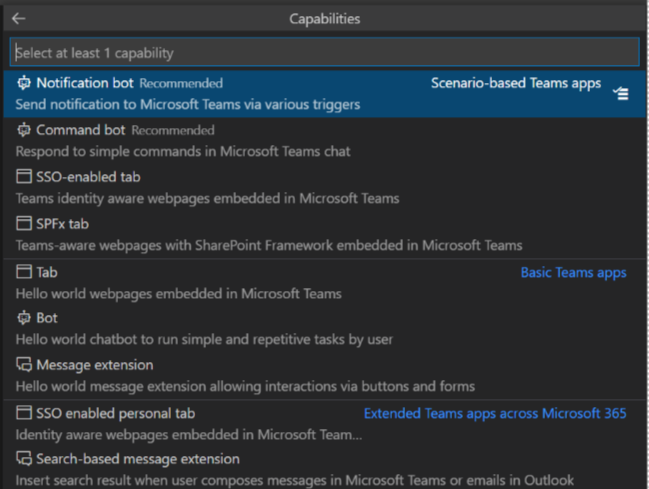 Capabilities
Select at least 1 capability
Notification bot Recommended Scenario-based Teams apps
Send notification to Microsoft Teams via various triggers
Command bot Recommended
Respond to simple commands in Microsoft Teams chat
SSO-enabled tab
Teams identity aware webpages embedded in Microsoft Teams
SPFx tab
Teams-aware webpages with SharePoint Framework embedded in Microsoft Teams
Tab Basic Teams apps
Hello world webpages embedded in Microsoft Teams
Bot
Hello world chatbot to run simple and repetitive tasks by user
Message extension
Hello world message extension allowing interactions via buttons and forms
SSO enabled personal tab Extended Teams apps across Microsoft 365
Identity aware webpages embedded in Microsoft Team...
Search-based message extension
Insert search result when user composes messages in Microsoft Teams or emails in Outlook